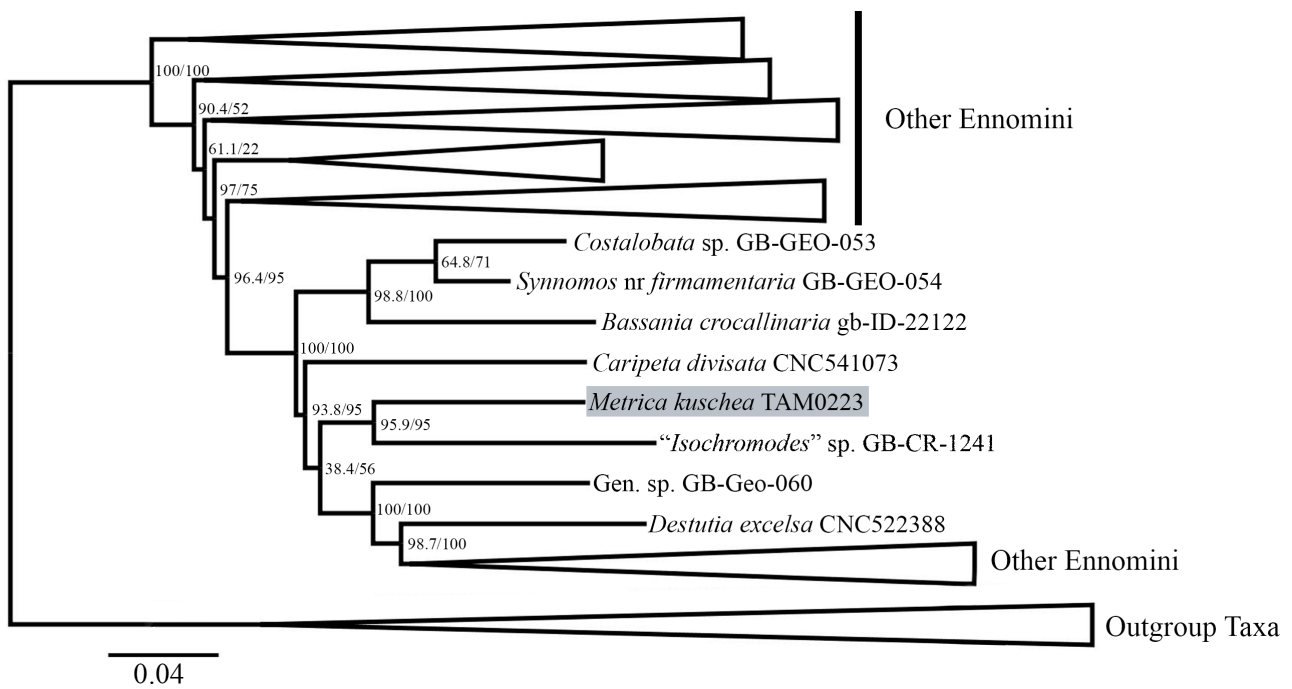 100/100
90.4/52
Other Ennomini
61.1/22
97/75
Costalobata sp. GB-GEO-053
64.8/71
96.4/95
Synnomos nr firmamentaria GB-GEO-054
98.8/100
Bassania crocallinaria gb-ID-22122
100/100
Caripeta divisata CNC541073
Metrica kuschea TAM0223
93.8/95
95.9/95
“Isochromodes” sp. GB-CR-1241
38.4/56
Gen. sp. GB-Geo-060
100/100
Destutia excelsa CNC522388
98.7/100
Other Ennomini
Outgroup Taxa
0.04